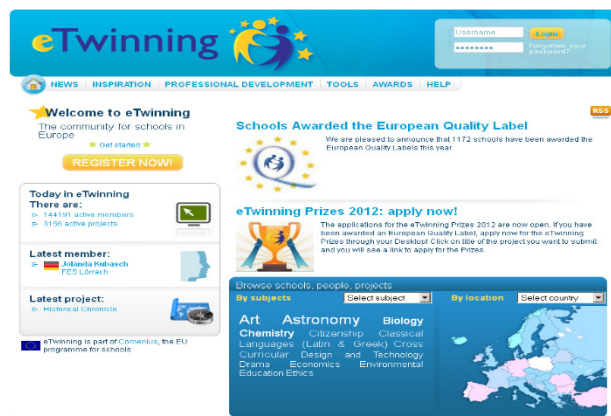 eTwinning
Username
Login
Forgotten your
password?
NEWS INSPIRATION PROFESSIONAL DEVELOPMENT TOOLS AWARDS HELP
Welcome to eTwinning
The community for schools in
Europe
Get started
REGISTER NOW!
Today in eTwinning
There are:
144191 active members
3156 active projects
Latest member:
Jolanda Kubasch
FES Lörrach
Latest project:
Historical Chronicle
eTwinning is part of Comenius, the EU
programme for schools
RSS
Schools Awarded the European Quality Label
We are pleased to announce that 1172 schools have been awarded the
European Quality Labels this year.
eTwinning Prizes 2012: apply now!
The applications for the eTwinning Prizes 2012 are now open. If you have
been awarded an European Quality Label, apply now for the eTwinning
Prizes through your Desktop! Click on title of the project you want to submit
and you will see a link to apply for the Prizes.
Browse schools, people, projects
By subjects Select subject By location Select country
Art Astronomy Biology
Chemistry Citizenship Classical
Languages (Latin & Greek) Cross
Curricular Design and Technology
Drama Economics Environmental
Education Ethics